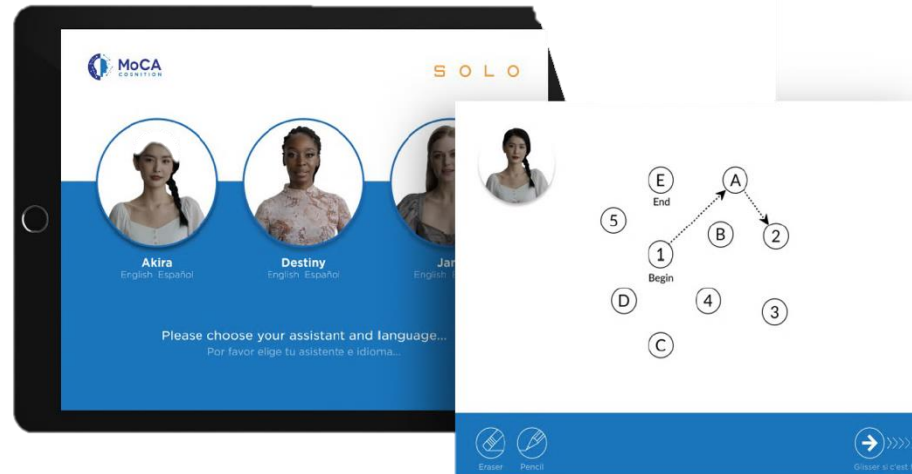 MoCA
COGNITION
SOLO
Akira
English Español
Destiny
English Español
English
Please choose your assistant and language...
Por favor elige tu asistente e idioma...
E
End
A
5
B
2
1
Begin
D
4
3
C
Eraser
Pencil
Glisser si c'est